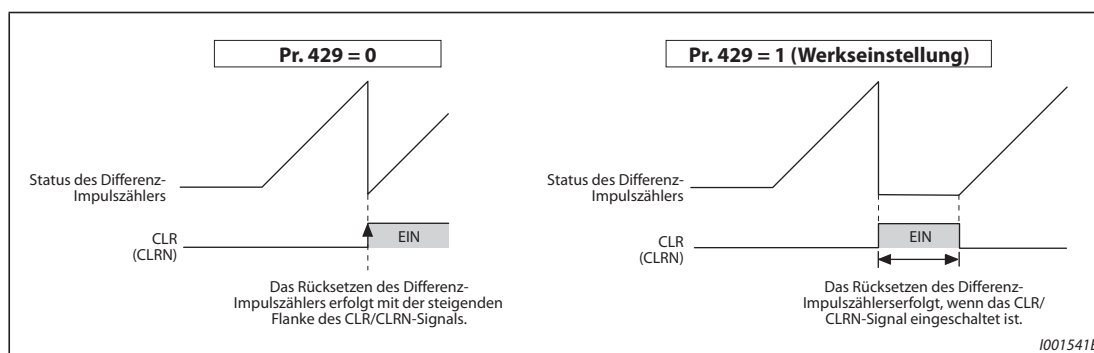 Pr. 429 = 0
Status des Differenz-
Impulszählers
CLR
(CLRN)
EIN
Das Rücksetzen des Differenz-
Impulszählers erfolgt mit der steigenden
Flanke des CLR/CLRN-Signals.
Pr. 429 = 1 (Werkseinstellung)
Status des Differenz-
Impulszählers
CLR
(CLRN)
EIN
Das Rücksetzen des Differenz-
Impulszählerserfolgt, wenn das CLR/
CLRN-Signal eingeschaltet ist.
I001541E